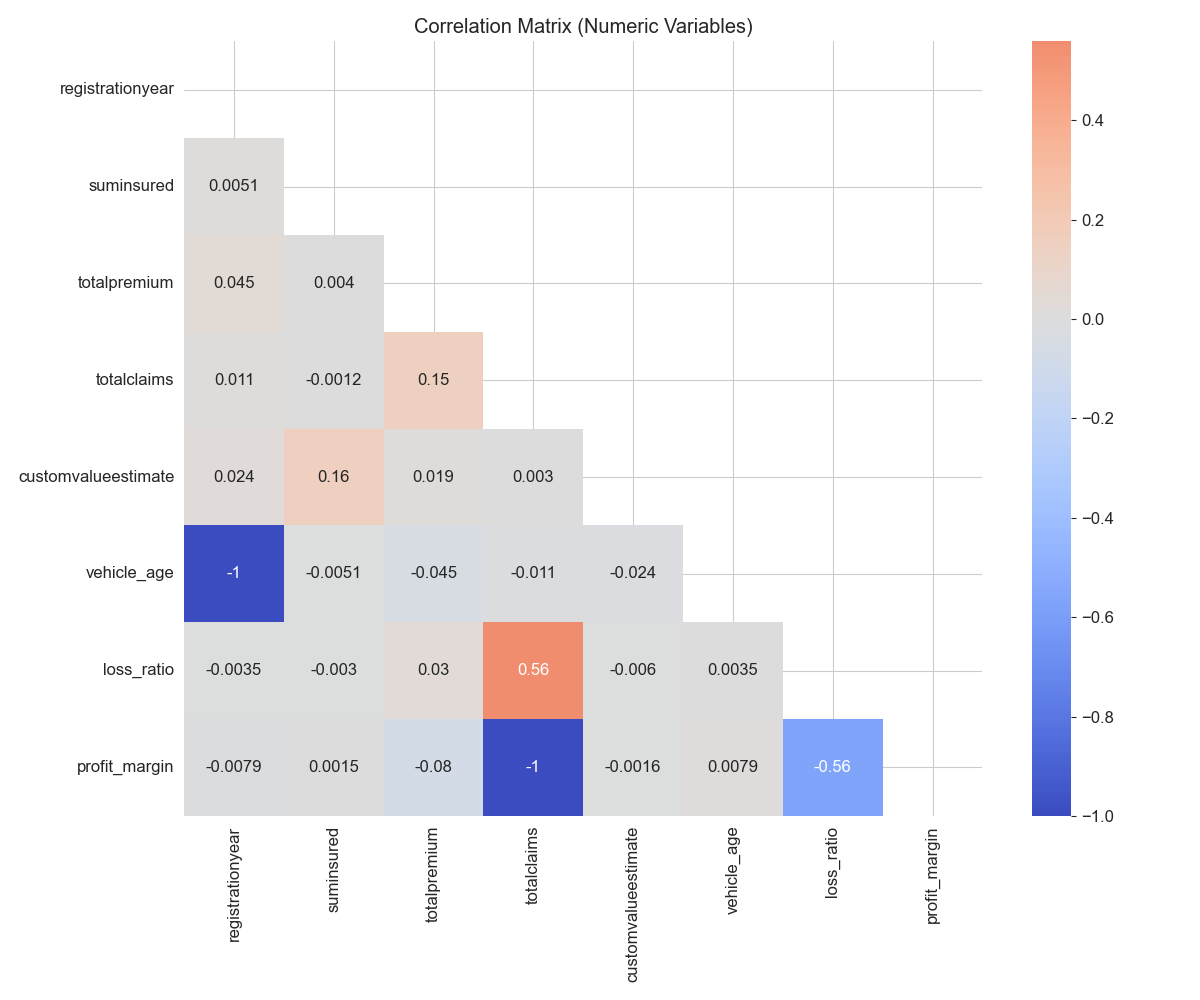 Correlation Matrix (Numeric Variables)
registrationyear
suminsured 0.0051
totalpremium 0.045 0.004
totalclaims 0.011 -0.0012 0.15
customvalueestimate 0.024 0.16 0.019 0.003
vehicle_age -1 -0.0051 -0.045 -0.011 -0.024
loss_ratio -0.0035 -0.003 0.03 0.56 -0.006 0.0035
profit_margin -0.0079 0.0015 -0.08 -1 -0.0016 0.0079 -0.56
registrationyear
suminsured
totalpremium
totalclaims
customvalueestimate
vehicle_age
loss_ratio
profit_margin
0.4
0.2
0.0
−0.2
−0.4
−0.6
−0.8
−1.0